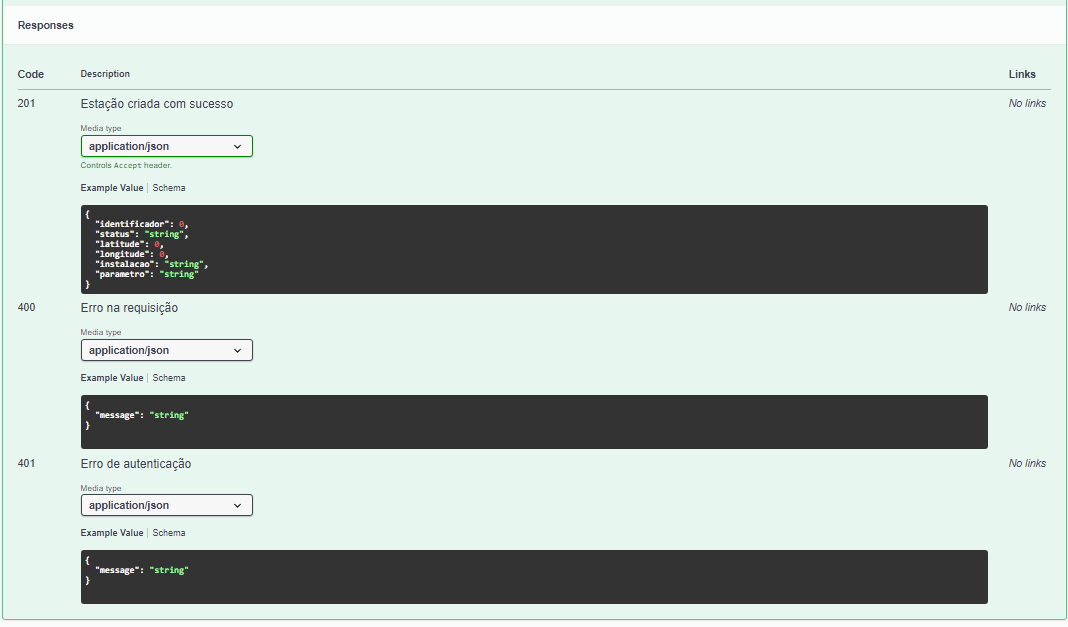 Responses
Code Description Links
201 Estação criada com sucesso No links
Media type
application/json
Controls Accept header.
Example Value | Schema
{
"identificador": 0,
"status": "string",
"latitude": 0,
"longitude": 0,
"instalacao": "string",
"parametro": "string"
}
400 Erro na requisição No links
Media type
application/json
Example Value | Schema
{
"message": "string"
}
401 Erro de autenticação No links
Media type
application/json
Example Value | Schema
{
"message": "string"
}